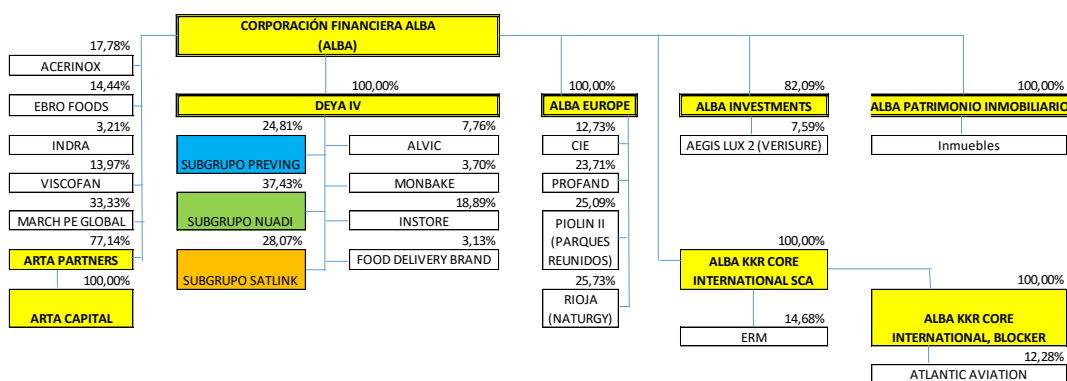 CORPORACIÓN FINANCIERA ALBA
(ALBA)
17,78%
ACERINOX
14,44%
EBRO FOODS
3,21%
INDRA
13,97%
VISCOFAN
33,33%
MARCH PE GLOBAL
77,14%
ARTA PARTNERS
100,00%
ARTA CAPITAL
100,00%
DEYA IV
24,81%
SUBGRUPO PREVING
37,43%
SUBGRUPO NUADI
28,07%
SUBGRUPO SATLINK
7,76%
ALVIC
3,70%
MONBAKE
18,89%
INSTORE
3,13%
FOOD DELIVERY BRAND
100,00%
ALBA EUROPE
12,73%
CIE
23,71%
PROFAND
25,09%
PIOLIN II
(PARQUES
REUNIDOS)
25,73%
RIOJA
(NATURGY)
82,09%
ALBA INVESTMENTS
7,59%
AEGIS LUX 2 (VERISURE)
100,00%
ALBA KKR CORE
INTERNATIONAL SCA
14,68%
ERM
100,00%
ALBA PATRIMONIO INMOBILIARIO
Inmuebles
100,00%
ALBA KKR CORE
INTERNATIONAL, BLOCKER
12,28%
ATLANTIC AVIATION